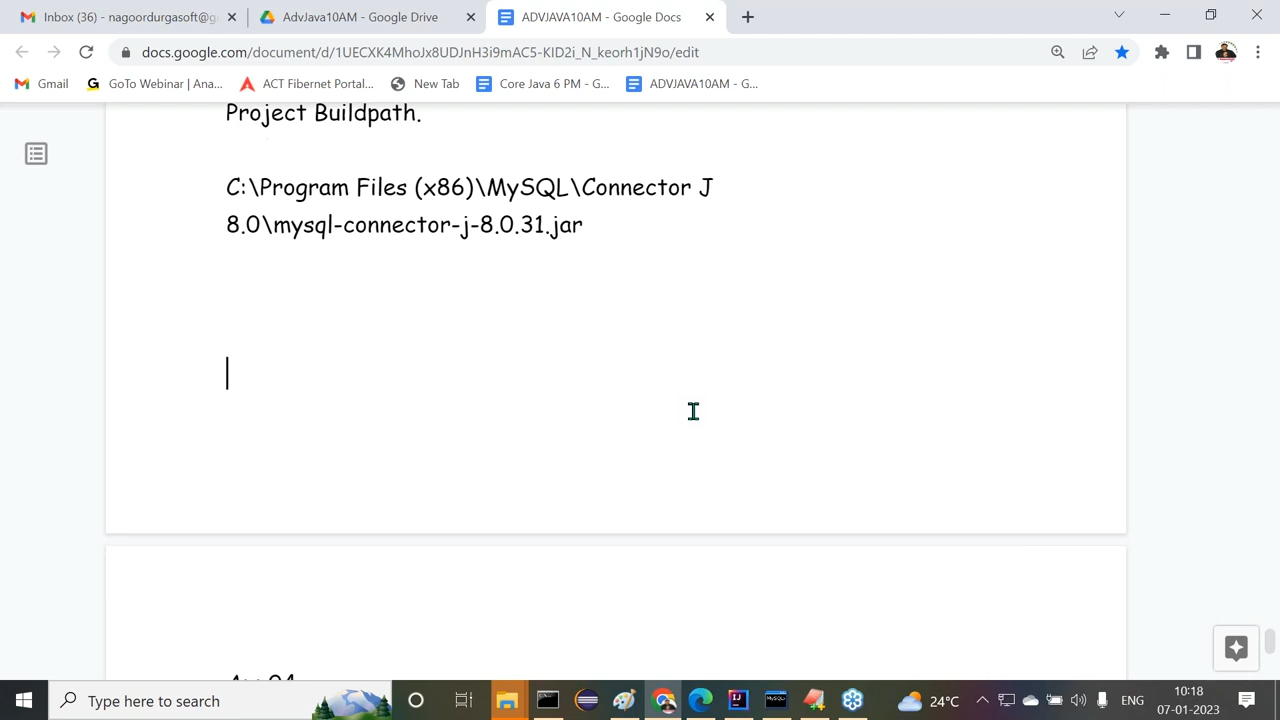 Inbox (36) - nagoordurgasoft@g
AdvJava10AM - Google Drive
ADVJAVA10AM - Google Docs
docs.google.com/document/d/1UECXK4MhoJx8UDJnH3i9mAC5-KID2i_N_keorh1jN9o/edit
Gmail
GoTo Webinar | Ana...
ACT Fibernet Portal...
New Tab
Core Java 6 PM - G...
ADVJAVA10AM - G...
Project Buildpath.
C:\Program Files (x86)\MySQL\Connector J
8.0\mysql-connector-j-8.0.31.jar
Type here to search
24°C
ENG
10:18
07-01-2023